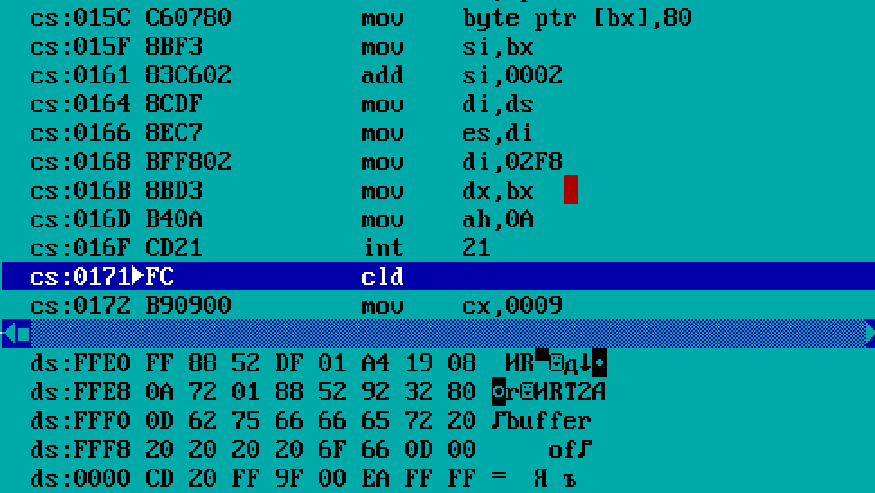 cs:015C C60780 mov byte ptr [bx],80
cs:015F 8BF3 mov si,bx
cs:0161 83C602 add si,0002
cs:0164 8CDF mov di,ds
cs:0166 8EC7 mov es,di
cs:0168 BFF802 mov di,02F8
cs:016B 8BD3 mov dx,bx
cs:016D B40A mov ah,0A
cs:016F CD21 int 21
cs:0171►FC cld
cs:0172 B90900 mov cx,0009
ds:FFE0 FF 88 52 DF 01 A4 19 08 ИR▀☺д↓◘
ds:FFE8 0A 72 01 88 52 92 32 80 ◙r☺ИRТ2А
ds:FFF0 0D 62 75 66 66 65 72 20 ♪buffer
ds:FFF8 20 20 20 20 6F 66 0D 00 of♪
ds:0000 CD 20 FF 9F 00 EA FF FF = Я ъ